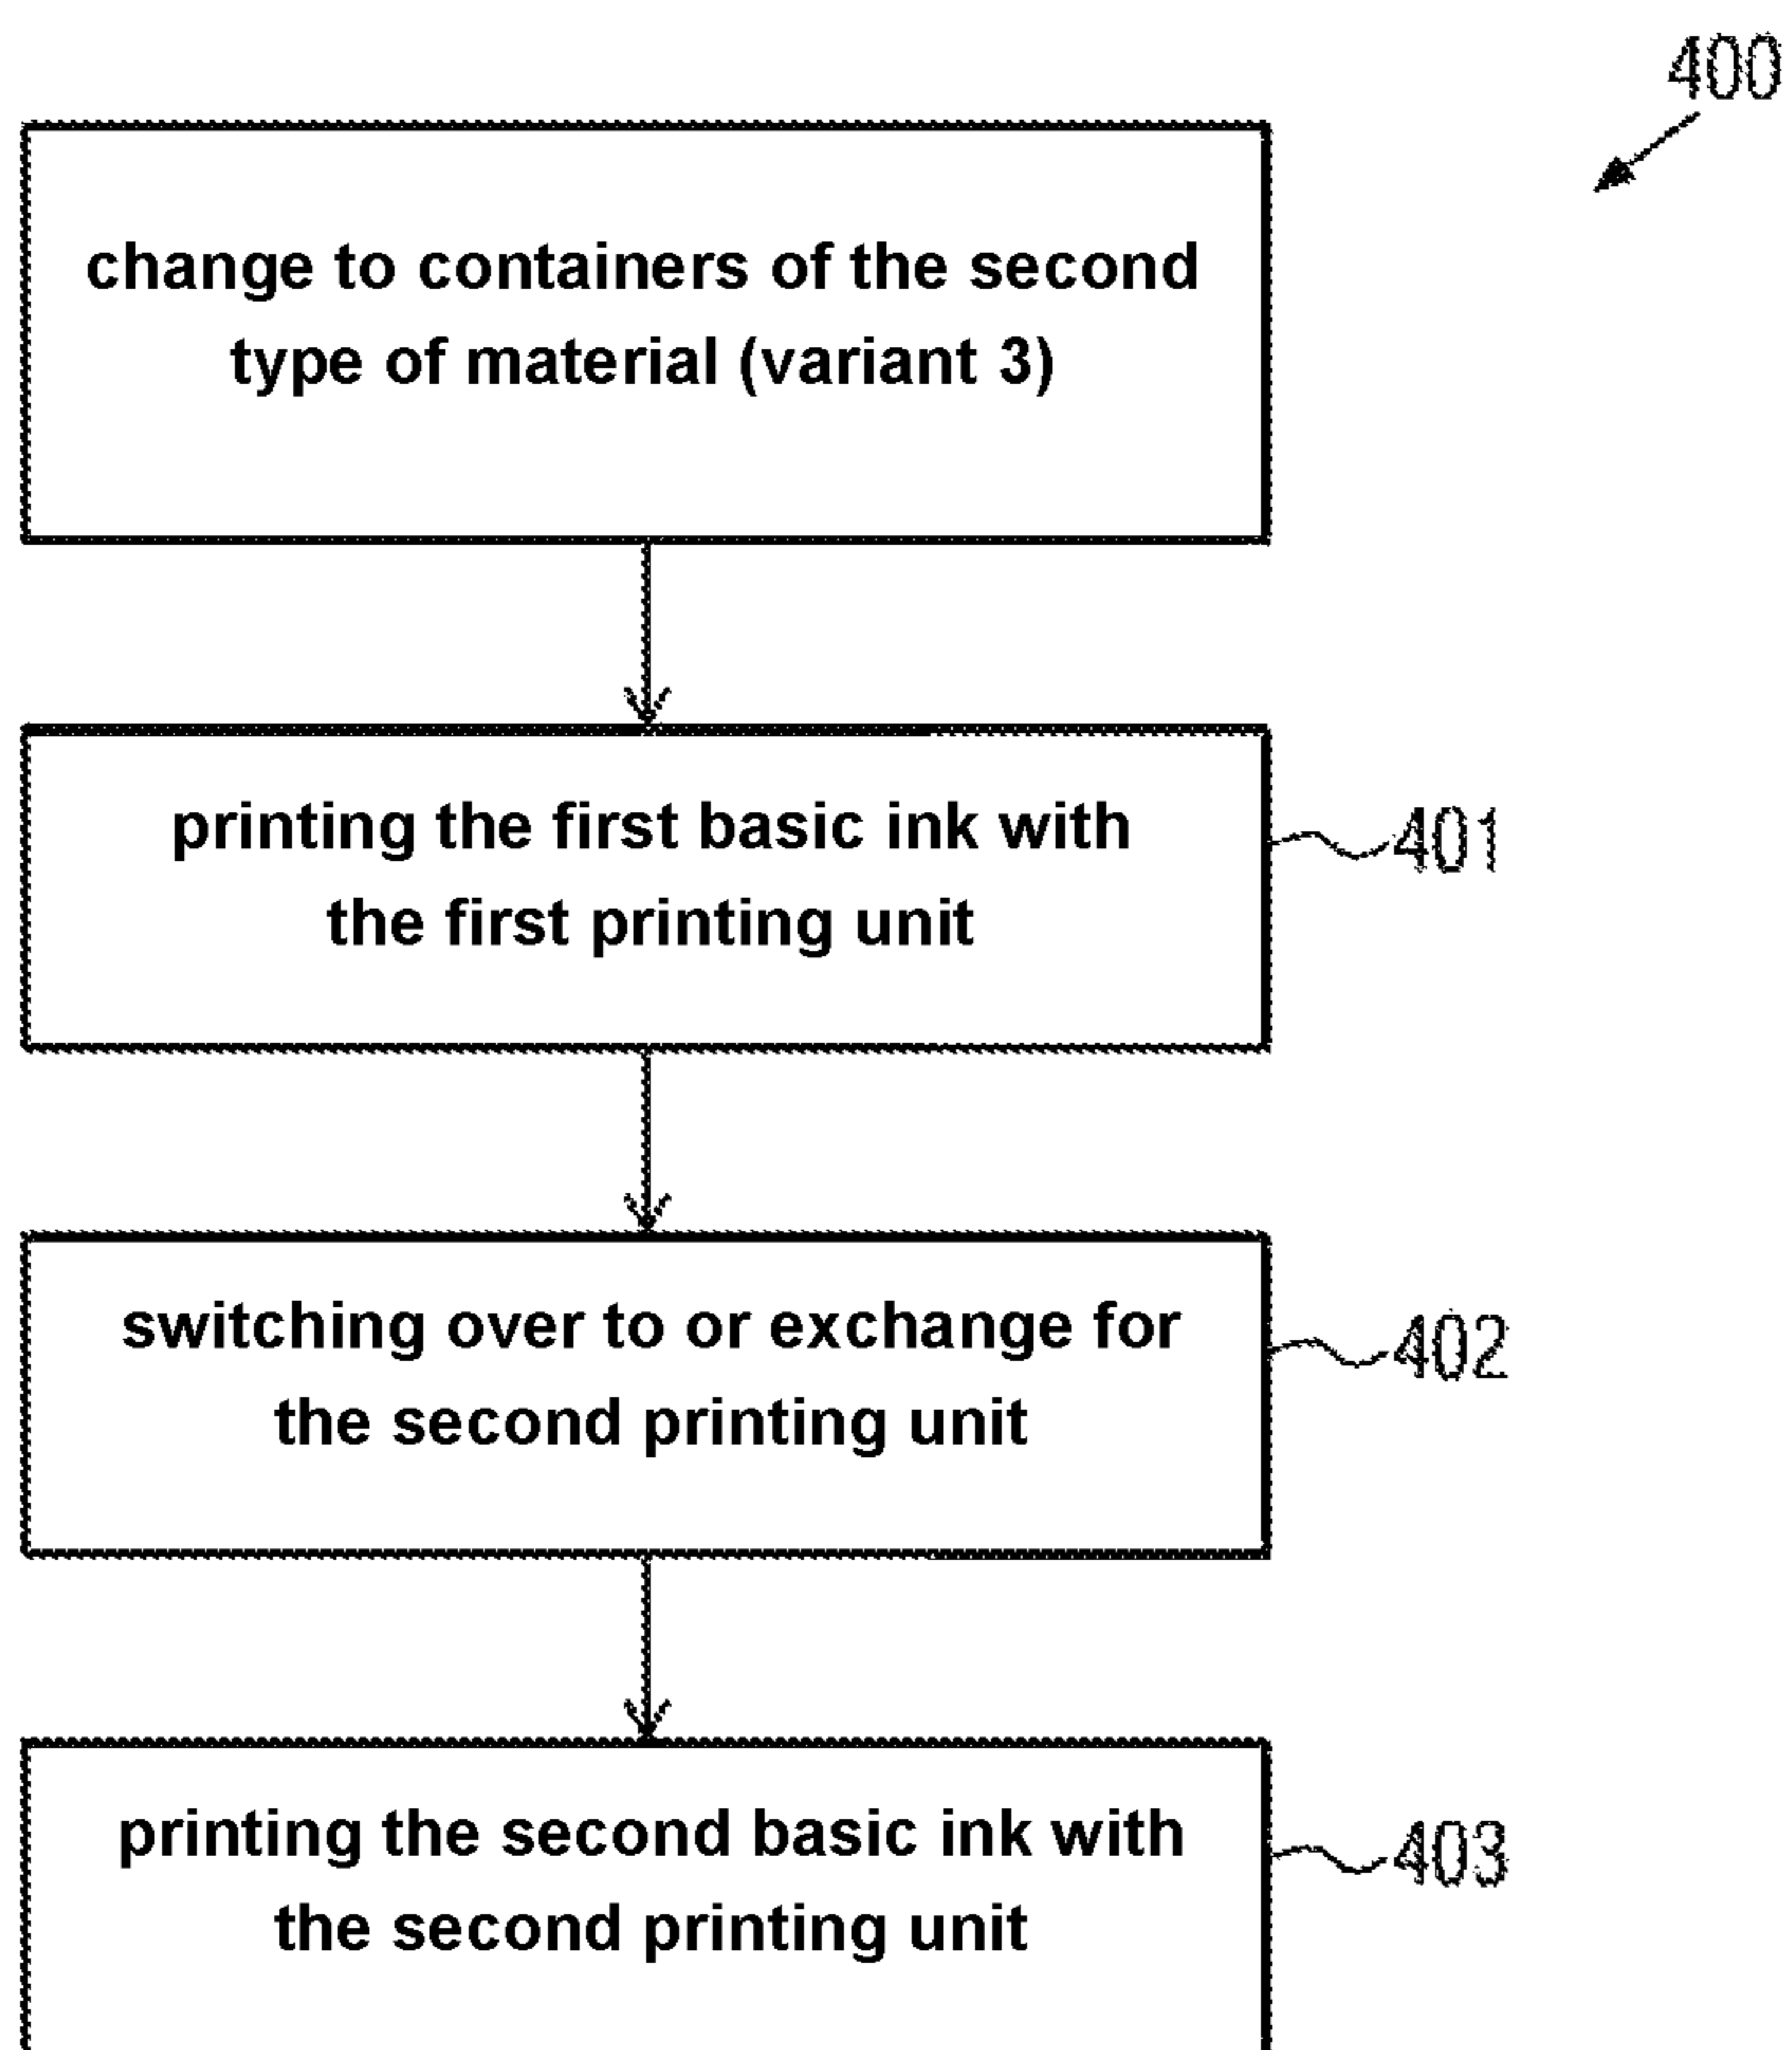 400
change to containers of the second
type of material (variant 3)
printing the first basic ink with
the first printing unit
401
switching over to or exchange for
the second printing unit
402
printing the second basic ink with
the second printing unit
403